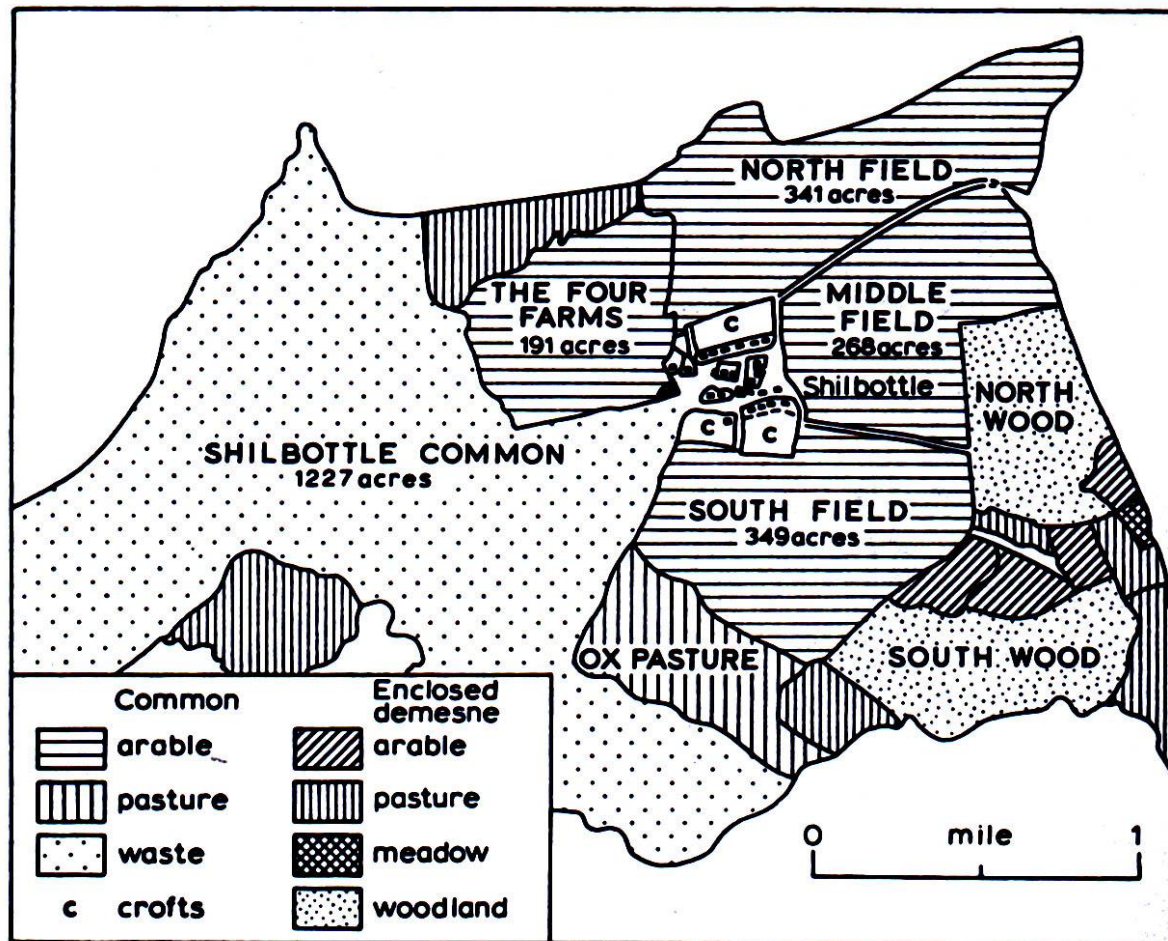 NORTH FIELD
341 acres
THE FOUR
FARMS
191 acres
MIDDLE
FIELD
268 acres
C
Shilbottle
NORTH
WOOD
C
C
SHILBOTTLE COMMON
1227 acres
SOUTH FIELD
349 acres
OX PASTURE
SOUTH WOOD
Common
Enclosed
demesne
arable
arable
pasture
pasture
waste
meadow
c crofts
woodland
0 mile 1